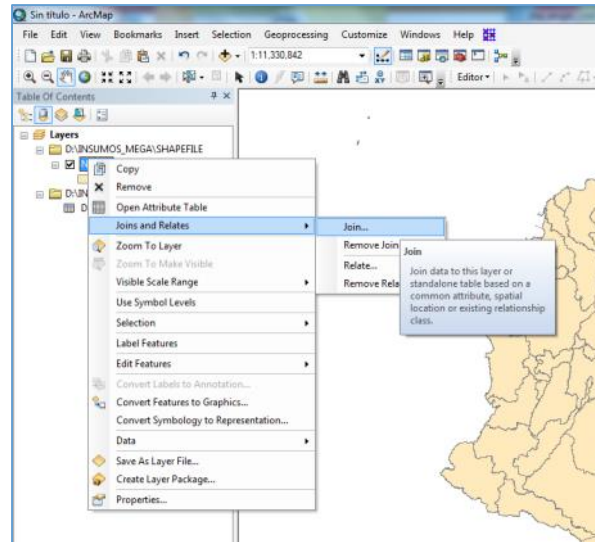 Sin título - ArcMap
File Edit View Bookmarks Insert Selection Geoprocessing Customize Windows Help
1:11,330,842
Editor
Table Of Contents
Layers
D:\INSUMOS_MEGA\SHAPEFILE
Copy
Remove
Open Attribute Table
Joins and Relates
Join...
Zoom To Layer
Remove Join
Join
Zoom To Make Visible
Relate...
Join data to this layer or
Visible Scale Range
Remove Rela
standalone table based on a
common attribute, spatial
Use Symbol Levels
location or existing relationship
class.
Selection
Label Features
Edit Features
Convert Labels to Annotation...
Convert Features to Graphics...
Convert Symbology to Representation...
Data
Save As Layer File...
Create Layer Package...
Properties...